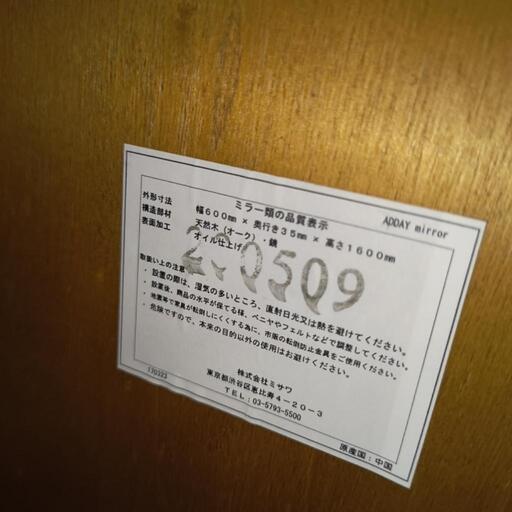 ADDAY mirror
ミラー類の品質表示
外形寸法 幅600mm × 奥行き35mm × 高さ1600mm
構造部材 天然木（オーク）・鏡
表面加工 オイル仕上げ
220509
取扱い上の注意
・設置の際は、湿気の多いところ、直射日光又は熱を避けてください。
・設置後、商品の水平が保てる様、ベニヤやフェルトなどで調整してください。
・地震等で家具が転倒しにくくする為に、市販の転倒防止金具をご使用ください。
・危険ですので、本来の目的以外の使用はお避けください。
株式会社ミサワ
東京都渋谷区恵比寿4－20－3
TEL：03-5793-5500
170323
原産国：中国